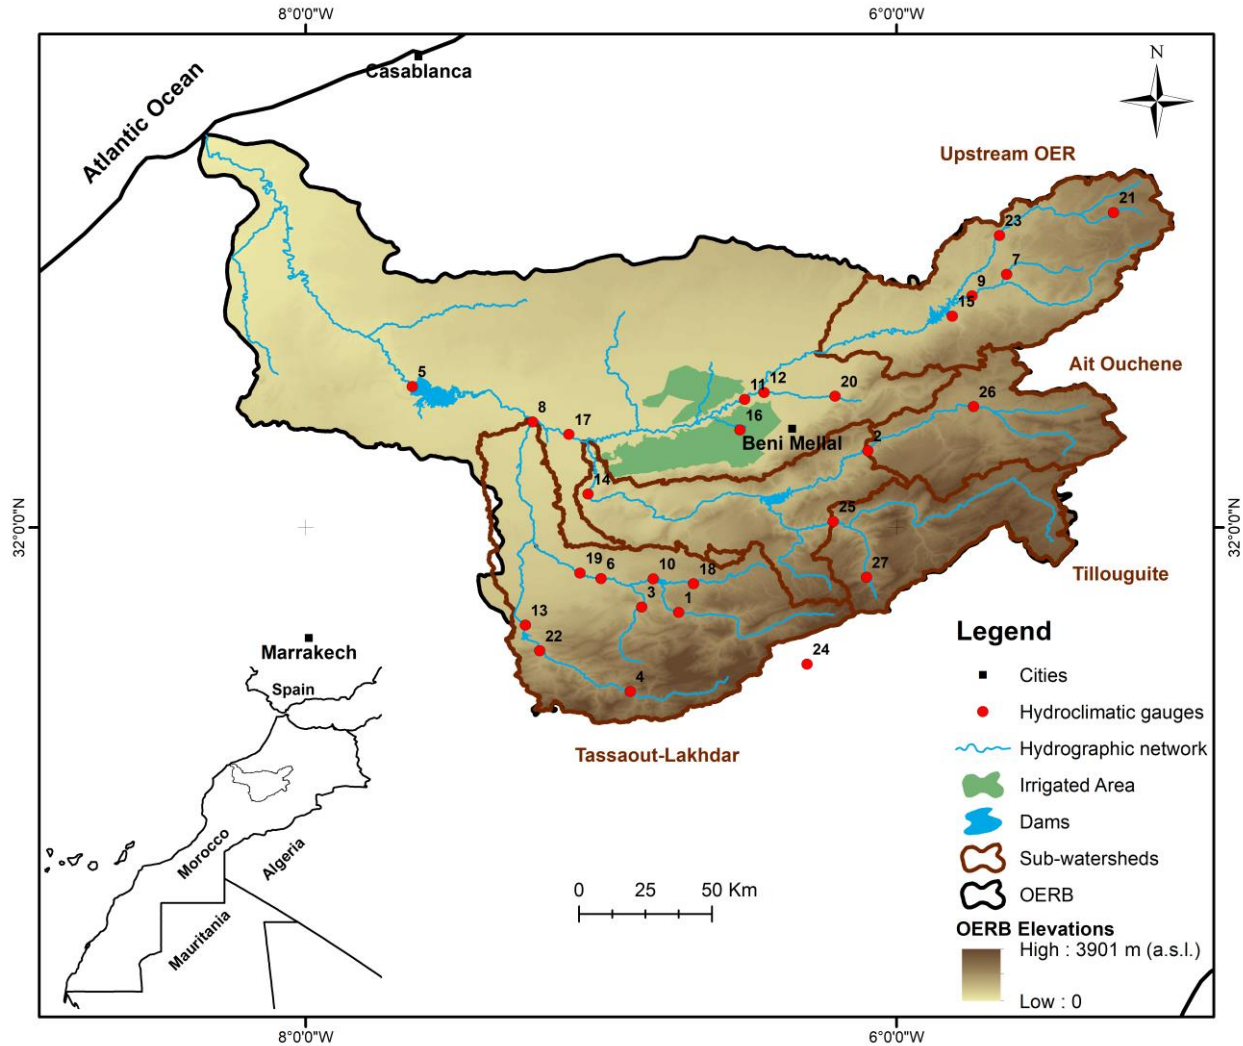 8°0'0"W
6°0'0"W
Casablanca
N
Atlantic Ocean
Upstream OER
21
23
7
9
15
Ait Ouchene
5
12
11
20
26
8
17
16
Beni Mellal
2
14
32°0'0"N
32°0'0"N
25
19
6
10
18
27
Tillouguite
3
1
13
22
24
4
Marrakech
Spain
Tassaout-Lakhdar
Morocco
Algeria
Mauritania
0 25 50 Km
Legend
Cities
Hydroclimatic gauges
Hydrographic network
Irrigated Area
Dams
Sub-watersheds
OERB
OERB Elevations
High : 3901 m (a.s.l.)
Low : 0
8°0'0"W
6°0'0"W